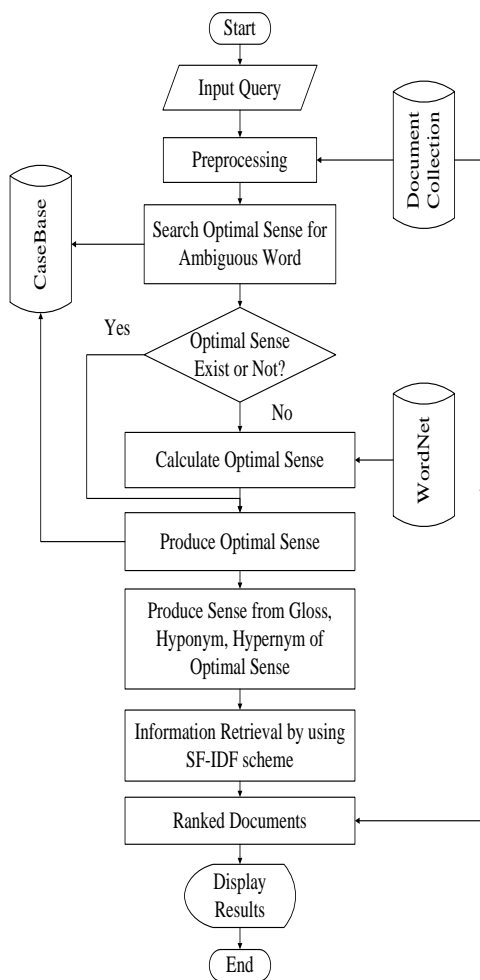 Start
Input Query
Preprocessing
Document
Collection
Search Optimal Sense for
Ambiguous Word
CaseBase
Yes
Optimal Sense
Exist or Not?
No
Calculate Optimal Sense
WordNet
Produce Optimal Sense
Produce Sense from Gloss,
Hyponym, Hypernym of
Optimal Sense
Information Retrieval by using
SF-IDF scheme
Ranked Documents
Display
Results
End